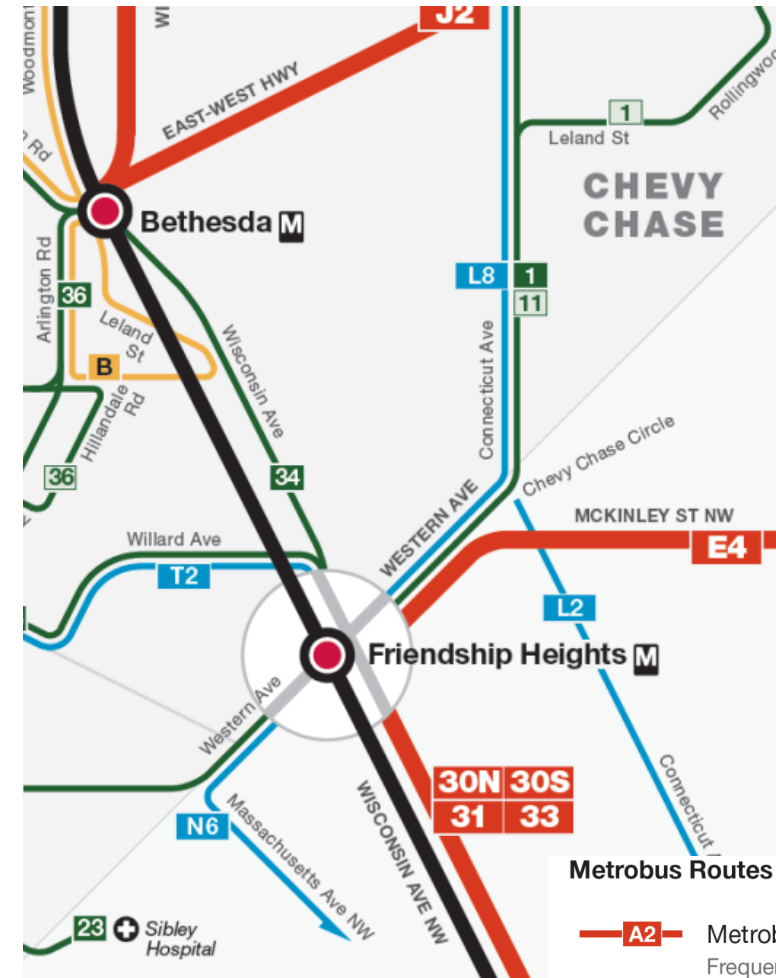 J2
Woodmont
EAST-WEST HWY
1
Leland St
Rollingwoo
CHEVY
CHASE
Rd
Bethesda M
L8 1
11
Arlington Rd
36
Leland
St
B
Wisconsin Ave
Connecticut Ave
Hillandale
Rd
36
34
Chevy Chase Circle
WESTERN AVE
MCKINLEY ST NW
E4
Willard Ave
T2
L2
Friendship Heights M
Western Ave
30N 30S
31 33
Connecticut
N6
Massachusetts Ave NW
WISCONSIN AVE NW
23
Sibley
Hospital
Metrobus Routes
A2 Metrob
Frequen